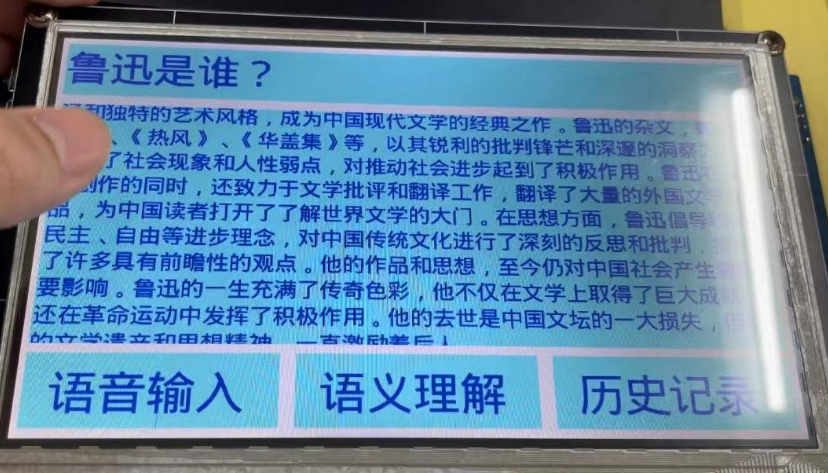 鲁迅是谁？
和独特的艺术风格，成为中国现代文学的经典之作。鲁迅的杂文，
、《热风》、《华盖集》等，以其锐利的批判锋芒和深邃的洞察
了社会现象和人性弱点，对推动社会进步起到了积极作用。鲁迅
创作的同时，还致力于文学批评和翻译工作，翻译了大量的外国文学
品，为中国读者打开了了解世界文学的大门。在思想方面，鲁迅倡导
民主、自由等进步理念，对中国传统文化进行了深刻的反思和批判，
了许多具有前瞻性的观点。他的作品和思想，至今仍对中国社会产生
要影响。鲁迅的一生充满了传奇色彩，他不仅在文学上取得了巨大成
还在革命运动中发挥了积极作用。他的去世是中国文坛的一大损失，但
的文学遗产和思想精神，一直激励着后人
语音输入
语义理解
历史记录